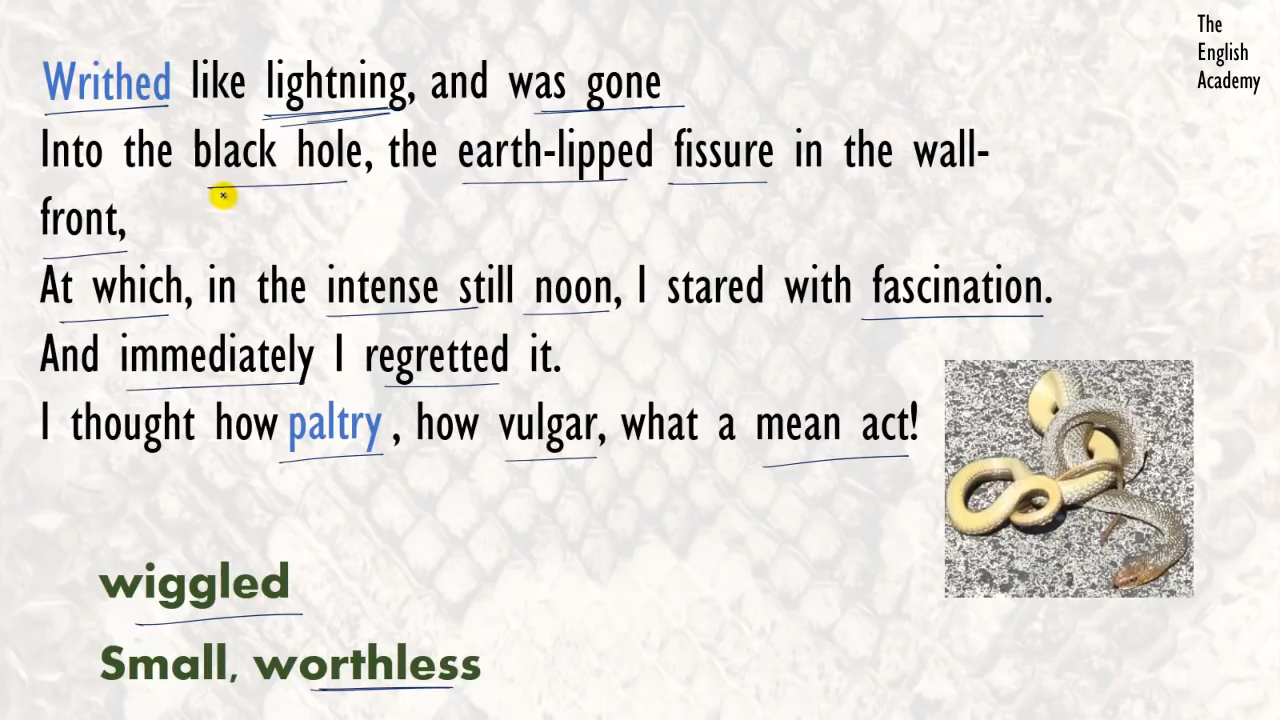 The
English
Academy
Writhed like lightning, and was gone
Into the black hole, the earth-lipped fissure in the wall-
front,
At which, in the intense still noon, I stared with fascination.
And immediately I regretted it.
I thought how paltry , how vulgar, what a mean act!
wiggled
Small, worthless